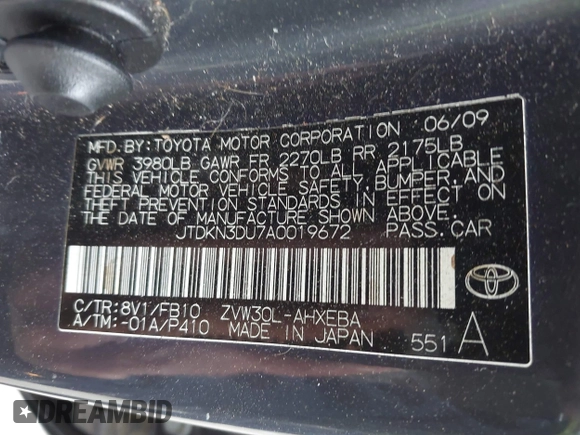 MFD. BY: TOYOTA MOTOR CORPORATION 06/09
GVWR 3980LB GAWR FR 2270LB RR 2175LB
THIS VEHICLE CONFORMS TO ALL APPLICABLE
FEDERAL MOTOR VEHICLE SAFETY, BUMPER, AND
THEFT PREVENTION STANDARDS IN EFFECT ON
THE DATE OF MANUFACTURE SHOWN ABOVE.
JTDKN3DU7A0019672 PASS. CAR
C/TR: 8V1/FB10 ZVW30L-AHXEBA
A/TM: -01A/P410 MADE IN JAPAN 551 A
DREAMBID